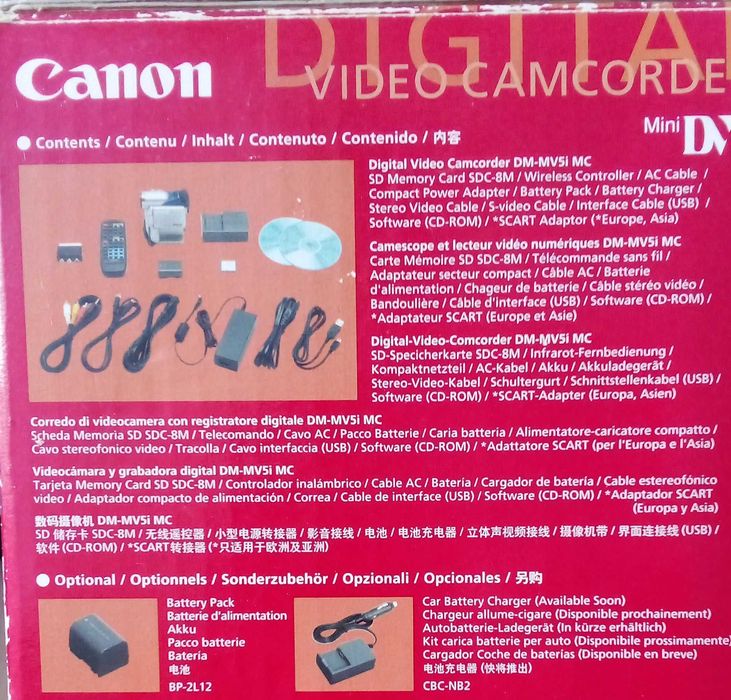 DIGITA
Canon
VIDEO CAMCORDE
Mini DV
Contents / Contenu / Inhalt / Contenuto / Contenido / 内容
Digital Video Camcorder DM-MV5i MC
SD Memory Card SDC-8M / Wireless Controller / AC Cable /
Compact Power Adapter / Battery Pack / Battery Charger /
Stereo Video Cable / S-video Cable / Interface Cable (USB) /
Software (CD-ROM) / *SCART Adaptor (*Europe, Asia)
Camescope et lecteur vidéo numériques DM-MV5i MC
Carte Mémoire SD SDC-8M / Télécommande sans fil /
Adaptateur secteur compact / Câble AC / Batterie
d'alimentation / Chageur de batterie / Câble stéréo vidéo /
Bandoulière / Câble d'interface (USB) / Software (CD-ROM) /
*Adaptateur SCART (Europe et Asie)
Digital-Video-Comcorder DM-MV5i MC
SD-Specicherkarte SDC-8M / Infrarot-Fernbedienung /
Kompaktnetzteil / AC-Kabel / Akku / Akkuladegerät /
Stereo-Video-Kabel / Schultergurt / Schnittstellenkabel (USB) /
Software (CD-ROM) / *SCART-Adapter (Europa, Asien)
Corredo di videocamera con registratore digitale DM-MV5i MC
Scheda Memoria SD SDC-8M / Telecomando / Cavo AC / Pacco Batterie / Caria battería / Alimentatore-caricatore compatto /
Cavo stereofonico video / Tracolla / Cavo interfaccia (USB) / Software (CD-ROM) / *Adattatore SCART (per l'Europa e l'Asia)
Videocámara y grabadora digital DM-MV5i MC
Tarjeta Memory Card SD SDC-8M / Controlador inalámbrico / Cable AC / Batería / Cargador de batería / Cable estereofónico
video / Adaptador compacto de alimentación / Correa / Cable de interface (USB) / Software (CD-ROM) / *Adaptador SCART
(Europa y Asia)
数码摄像机 DM-MV5i MC
SD 储存卡 SDC-8M / 无线遥控器 / 小型电源转接器 / 影音接线 / 电池 / 电池充电器 / 立体声视频接线 / 摄像机带 / 界面连接线 (USB) /
软件 (CD-ROM) / *SCART转接器 (*只适用于欧洲及亚洲)
Optional / Optionnels / Sonderzubehör / Opzionali / Opcionales / 另购
Battery Pack
Batterie d'alimentation
Akku
Pacco batterie
Batería
电池
BP-2L12
Car Battery Charger (Available Soon)
Chargeur allume-cigare (Disponible prochainement)
Autobatterie-Ladegerät (In kürze erhältlich)
Kit carica batterie per auto (Disponibile prossimamente)
Cargador Coche de baterías (Disponible en breve)
电池充电器 (快将推出)
CBC-NB2